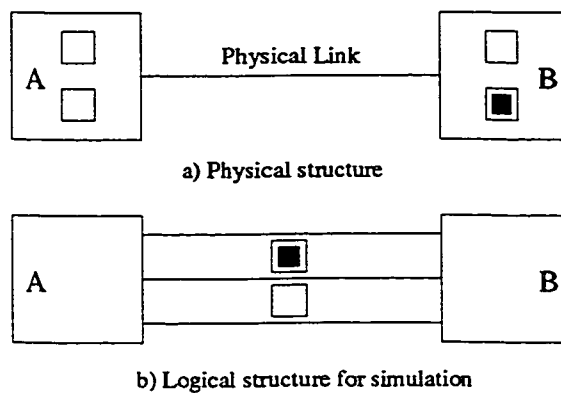 A
Physical Link
B
a) Physical structure
A
B
b) Logical structure for simulation